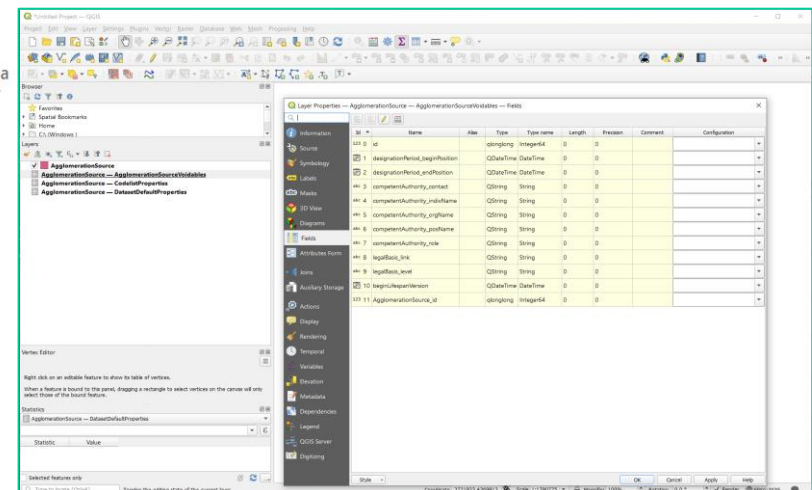 *Untitled Project — QGIS
Project Edit View Layer Settings Plugins Vector Raster Database Web Mesh Processing Help
a
Browser
Favorites
Spatial Bookmarks
Home
C:\ (Windows)
Layers
AgglomerationSource
AgglomerationSource — AgglomerationSourceVoidables
AgglomerationSource — CodelistProperties
AgglomerationSource — DatasetDefaultProperties
Vertex Editor
Right click on an editable feature to show its table of vertices.
When a feature is bound to this panel, dragging a rectangle to select vertices on the canvas will only
select those of the bound feature.
Statistics
AgglomerationSource — DatasetDefaultProperties
Statistic Value
Selected features only
Layer Properties — AgglomerationSource — AgglomerationSourceVoidables — Fields
Information
Source
Symbology
Labels
Masks
3D View
Diagrams
Fields
Attributes Form
Joins
Auxiliary Storage
Actions
Display
Rendering
Temporal
Variables
Elevation
Metadata
Dependencies
Legend
QGIS Server
Digitizing
Id Name Alias Type Type name Length Precision Comment Configuration
123 0 id qlonglong Integer64 0 0
1 designationPeriod_beginPosition QDateTime DateTime 0 0
2 designationPeriod_endPosition QDateTime DateTime 0 0
abc 3 competentAuthority_contact QString String 0 0
abc 4 competentAuthority_indivName QString String 0 0
abc 5 competentAuthority_orgName QString String 0 0
abc 6 competentAuthority_posName QString String 0 0
abc 7 competentAuthority_role QString String 0 0
abc 8 legalBasis_link QString String 0 0
abc 9 legalBasis_level QString String 0 0
10 beginLifespanVersion QDateTime DateTime 0 0
123 11 AgglomerationSource_id qlonglong Integer64 0 0
Style OK Cancel Apply Help